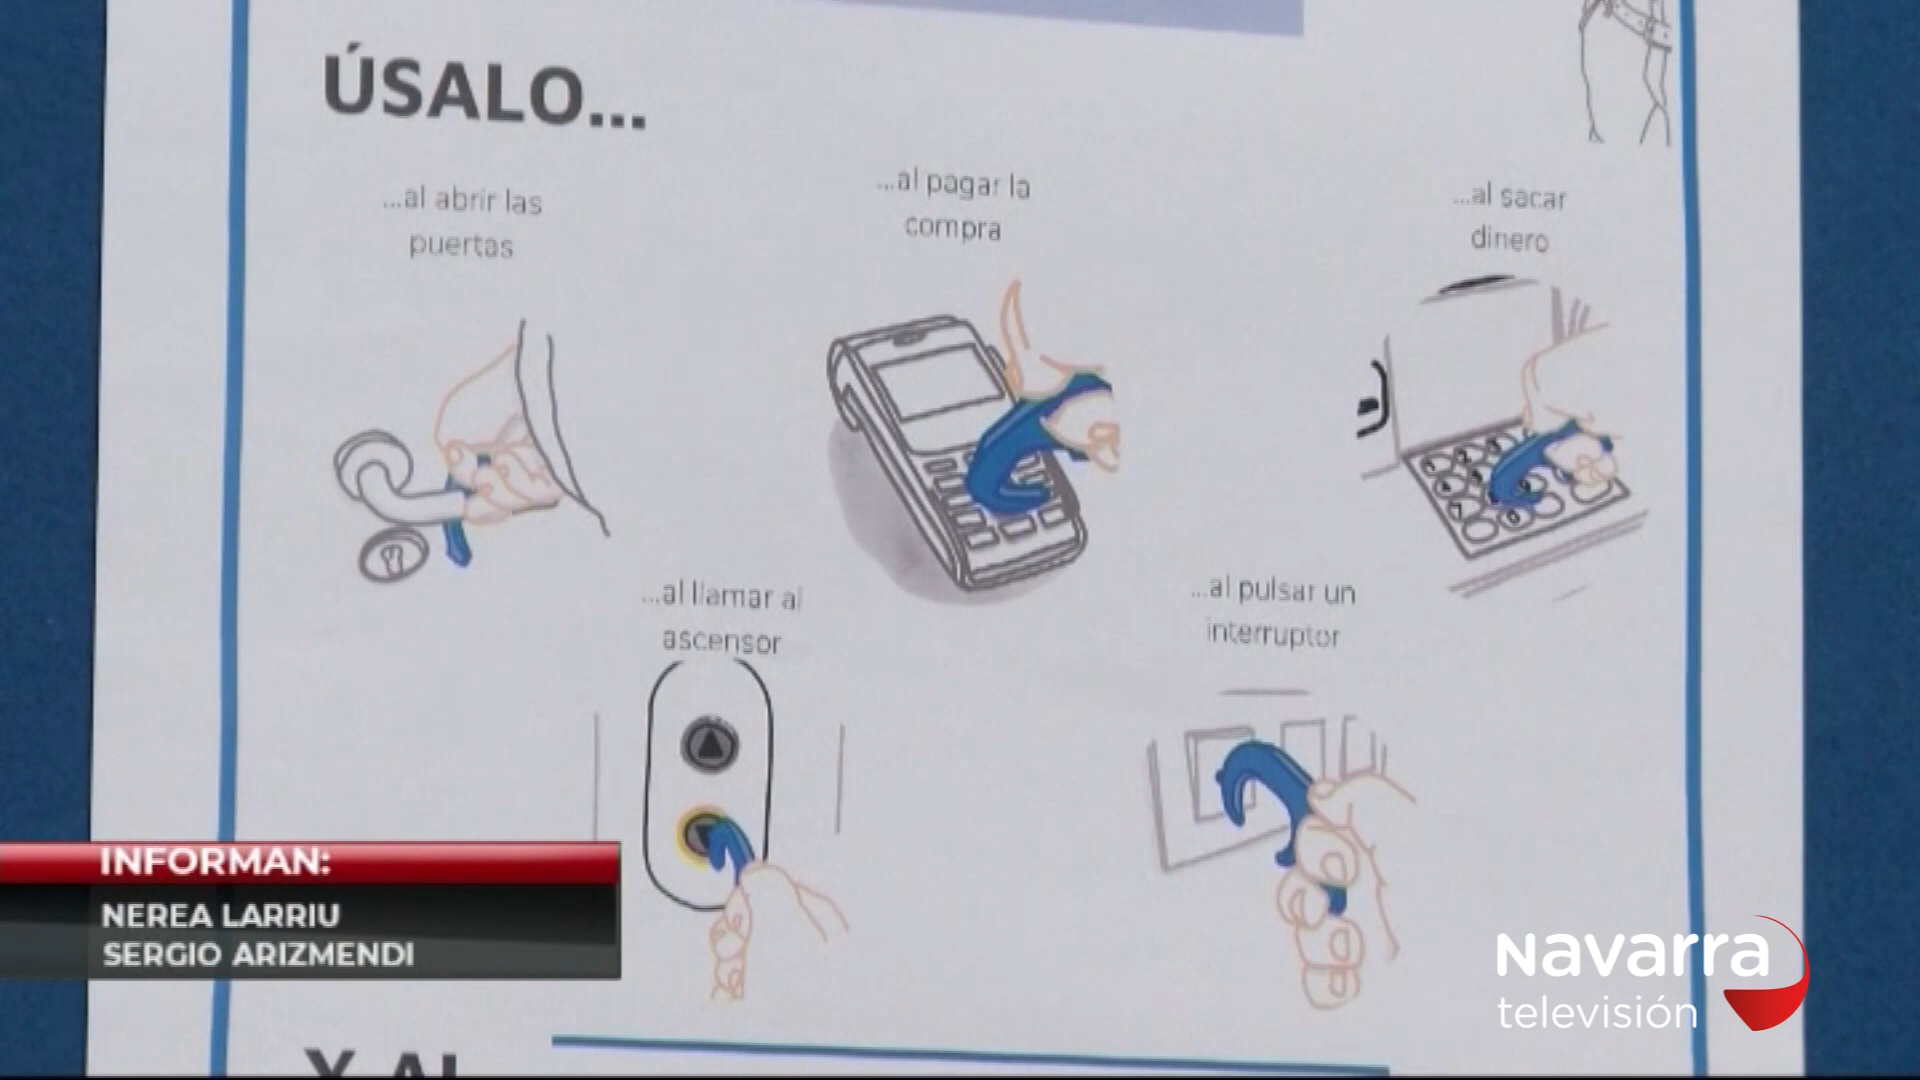 ÚSALO...
...al abrir las
puertas
...al pagar la
compra
...al sacar
dinero
...al llamar al
ascensor
...al pulsar un
interruptor
INFORMAN:
NEREA LARRIU
SERGIO ARIZMENDI
Navarra
televisión